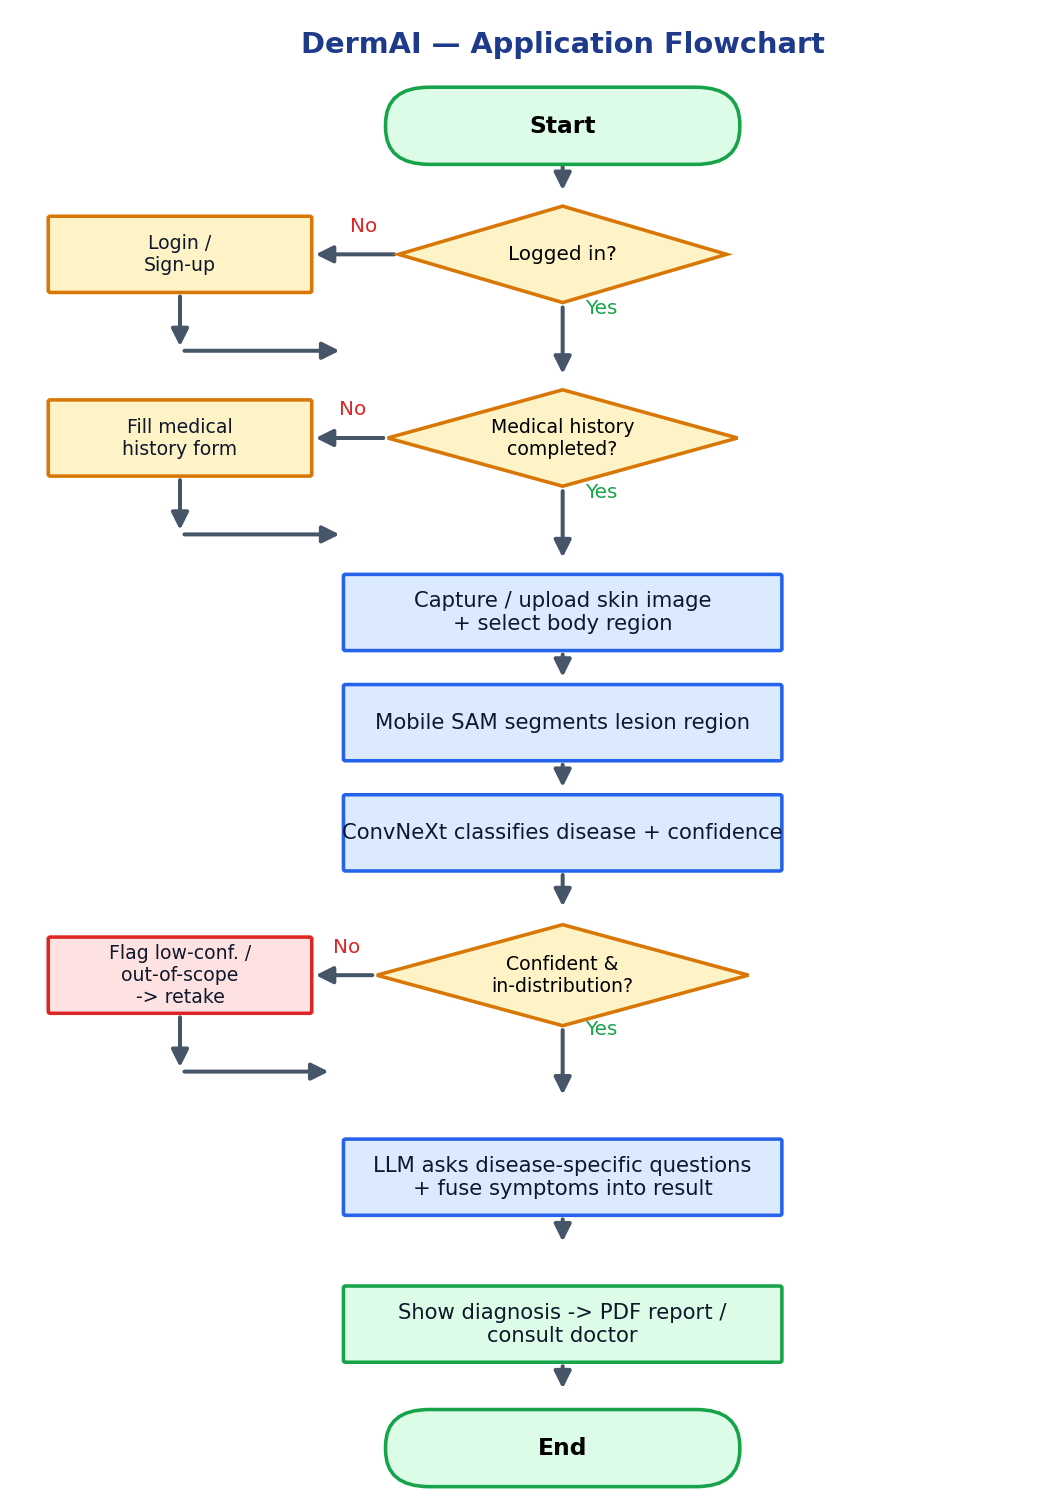 DermAI — Application Flowchart
Start
No
Login /
Sign-up
Logged in?
Yes
No
Fill medical
history form
Medical history
completed?
Yes
Capture / upload skin image
+ select body region
Mobile SAM segments lesion region
ConvNeXt classifies disease + confidence
No
Flag low-conf. /
out-of-scope
-> retake
Confident &
in-distribution?
Yes
LLM asks disease-specific questions
+ fuse symptoms into result
Show diagnosis -> PDF report /
consult doctor
End